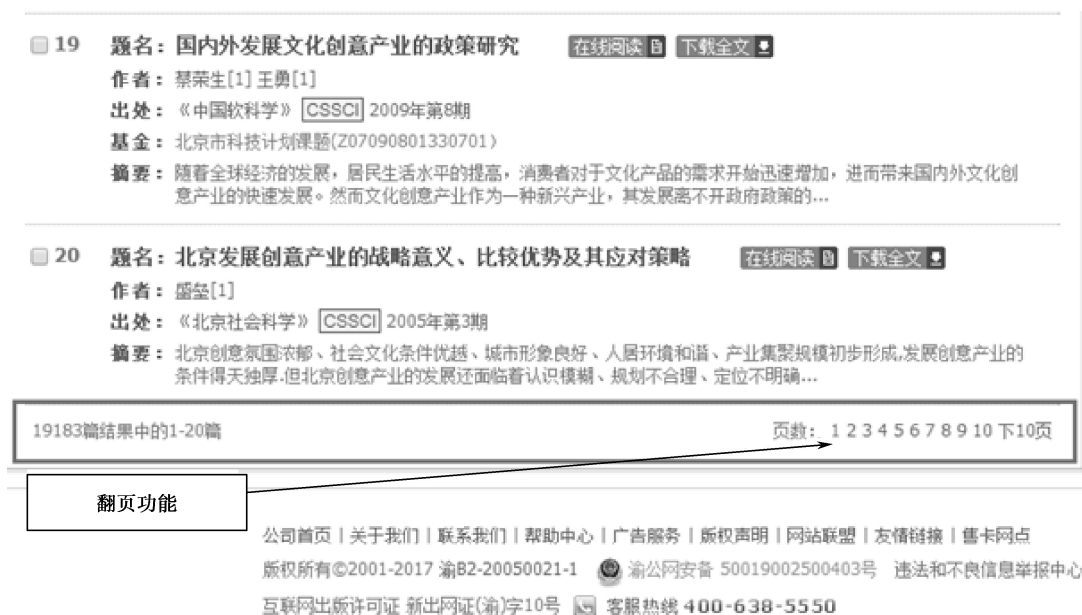 19 题名：国内外发展文化创意产业的政策研究 在线阅读 下载全文
作者：蔡荣生[1] 王勇[1]
出处：《中国软科学》 CSSCI 2009年第8期
基金：北京市科技计划课题(Z07090801330701)
摘要：随着全球经济的发展，居民生活水平的提高，消费者对于文化产品的需求开始迅速增加，进而带来国内外文化创
意产业的快速发展。然而文化创意产业作为一种新兴产业，其发展离不开政府政策的...
20 题名：北京发展创意产业的战略意义、比较优势及其应对策略 在线阅读 下载全文
作者：盛垒[1]
出处：《北京社会科学》 CSSCI 2005年第3期
摘要：北京创意氛围浓郁、社会文化条件优越、城市形象良好、人居环境和谐、产业集聚规模初步形成,发展创意产业的
条件得天独厚.但北京创意产业的发展还面临着认识模糊、规划不合理、定位不明确...
19183篇结果中的1-20篇 页数： 1 2 3 4 5 6 7 8 9 10 下10页
翻页功能
公司首页 | 关于我们 | 联系我们 | 帮助中心 | 广告服务 | 版权声明 | 网站联盟 | 友情链接 | 售卡网点
版权所有©2001-2017 渝B2-20050021-1 渝公网安备 50019002500403号 违法和不良信息举报中心
互联网出版许可证 新出网证(渝)字10号 客服热线 400-638-5550